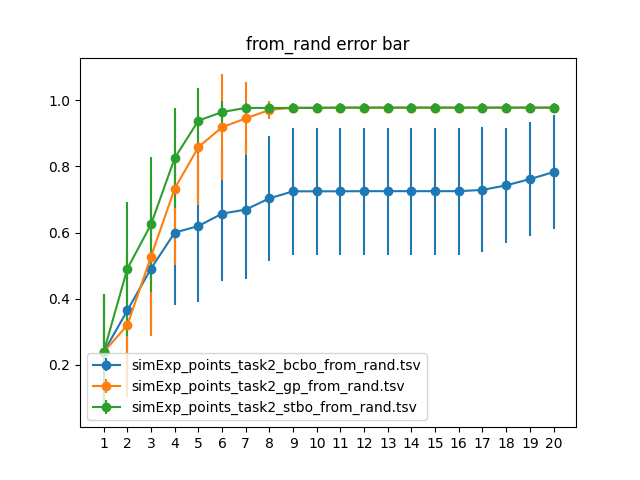 from_rand error bar
1.0
0.8
0.6
0.4
0.2
simExp_points_task2_bcbo_from_rand.tsv
simExp_points_task2_gp_from_rand.tsv
simExp_points_task2_stbo_from_rand.tsv
1 2 3 4 5 6 7 8 9 10 11 12 13 14 15 16 17 18 19 20